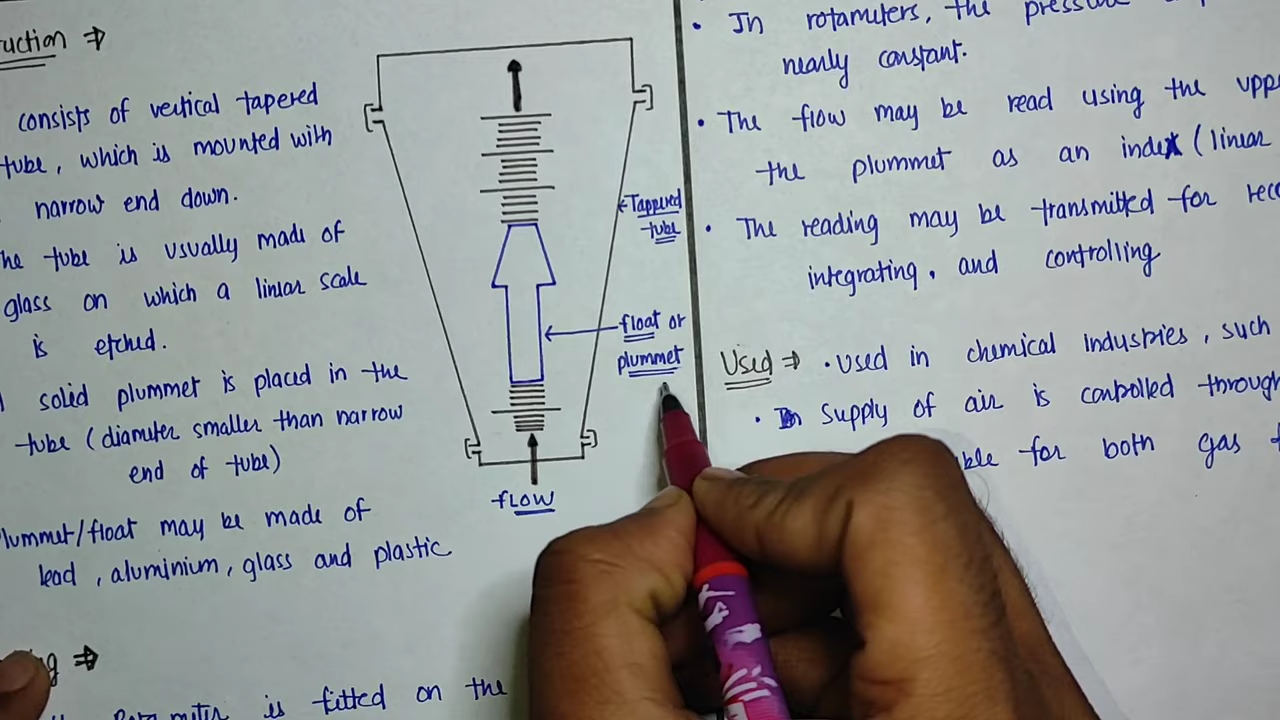 uction ⇒
consists of vertical tapered
tube, which is mounted with
narrow end down.
he tube is usually made of
glass on which a linear scale
is etched.
solid plummet is placed in the
tube (diameter smaller than narrow
end of tube)
lummet/float may be made of
lead, aluminium, glass and plastic
g ⇒
is fitted on the
Tappered
tube
float or
plummet
flow
• In rotameters, the
nearly constant.
• The flow may be read using the upp
the plummet as an index (linear
• The reading may be transmitted for rec
integrating. and controlling
Used ⇒ • Used in chemical industries, such
• Supply of air is controlled through
ble for both gas